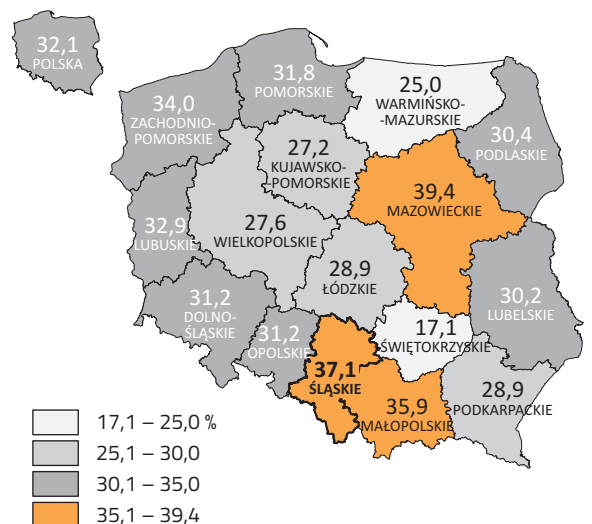 32,1
POLSKA
31,8
POMORSKIE
25,0
WARMIŃSKO-
-MAZURSKIE
34,0
ZACHODNIO-
POMORSKIE
30,4
PODLASKIE
27,2
KUJAWSKO-
-POMORSKIE
39,4
MAZOWIECKIE
32,9
LUBUSKIE
27,6
WIELKOPOLSKIE
28,9
ŁÓDZKIE
30,2
LUBELSKIE
31,2
DOLNO-
ŚLĄSKIE
31,2
OPOLSKIE
17,1
ŚWIĘTOKRZYSKIE
37,1
ŚLĄSKIE
35,9
MAŁOPOLSKIE
28,9
PODKARPACKIE
17,1 – 25,0 %
25,1 – 30,0
30,1 – 35,0
35,1 – 39,4